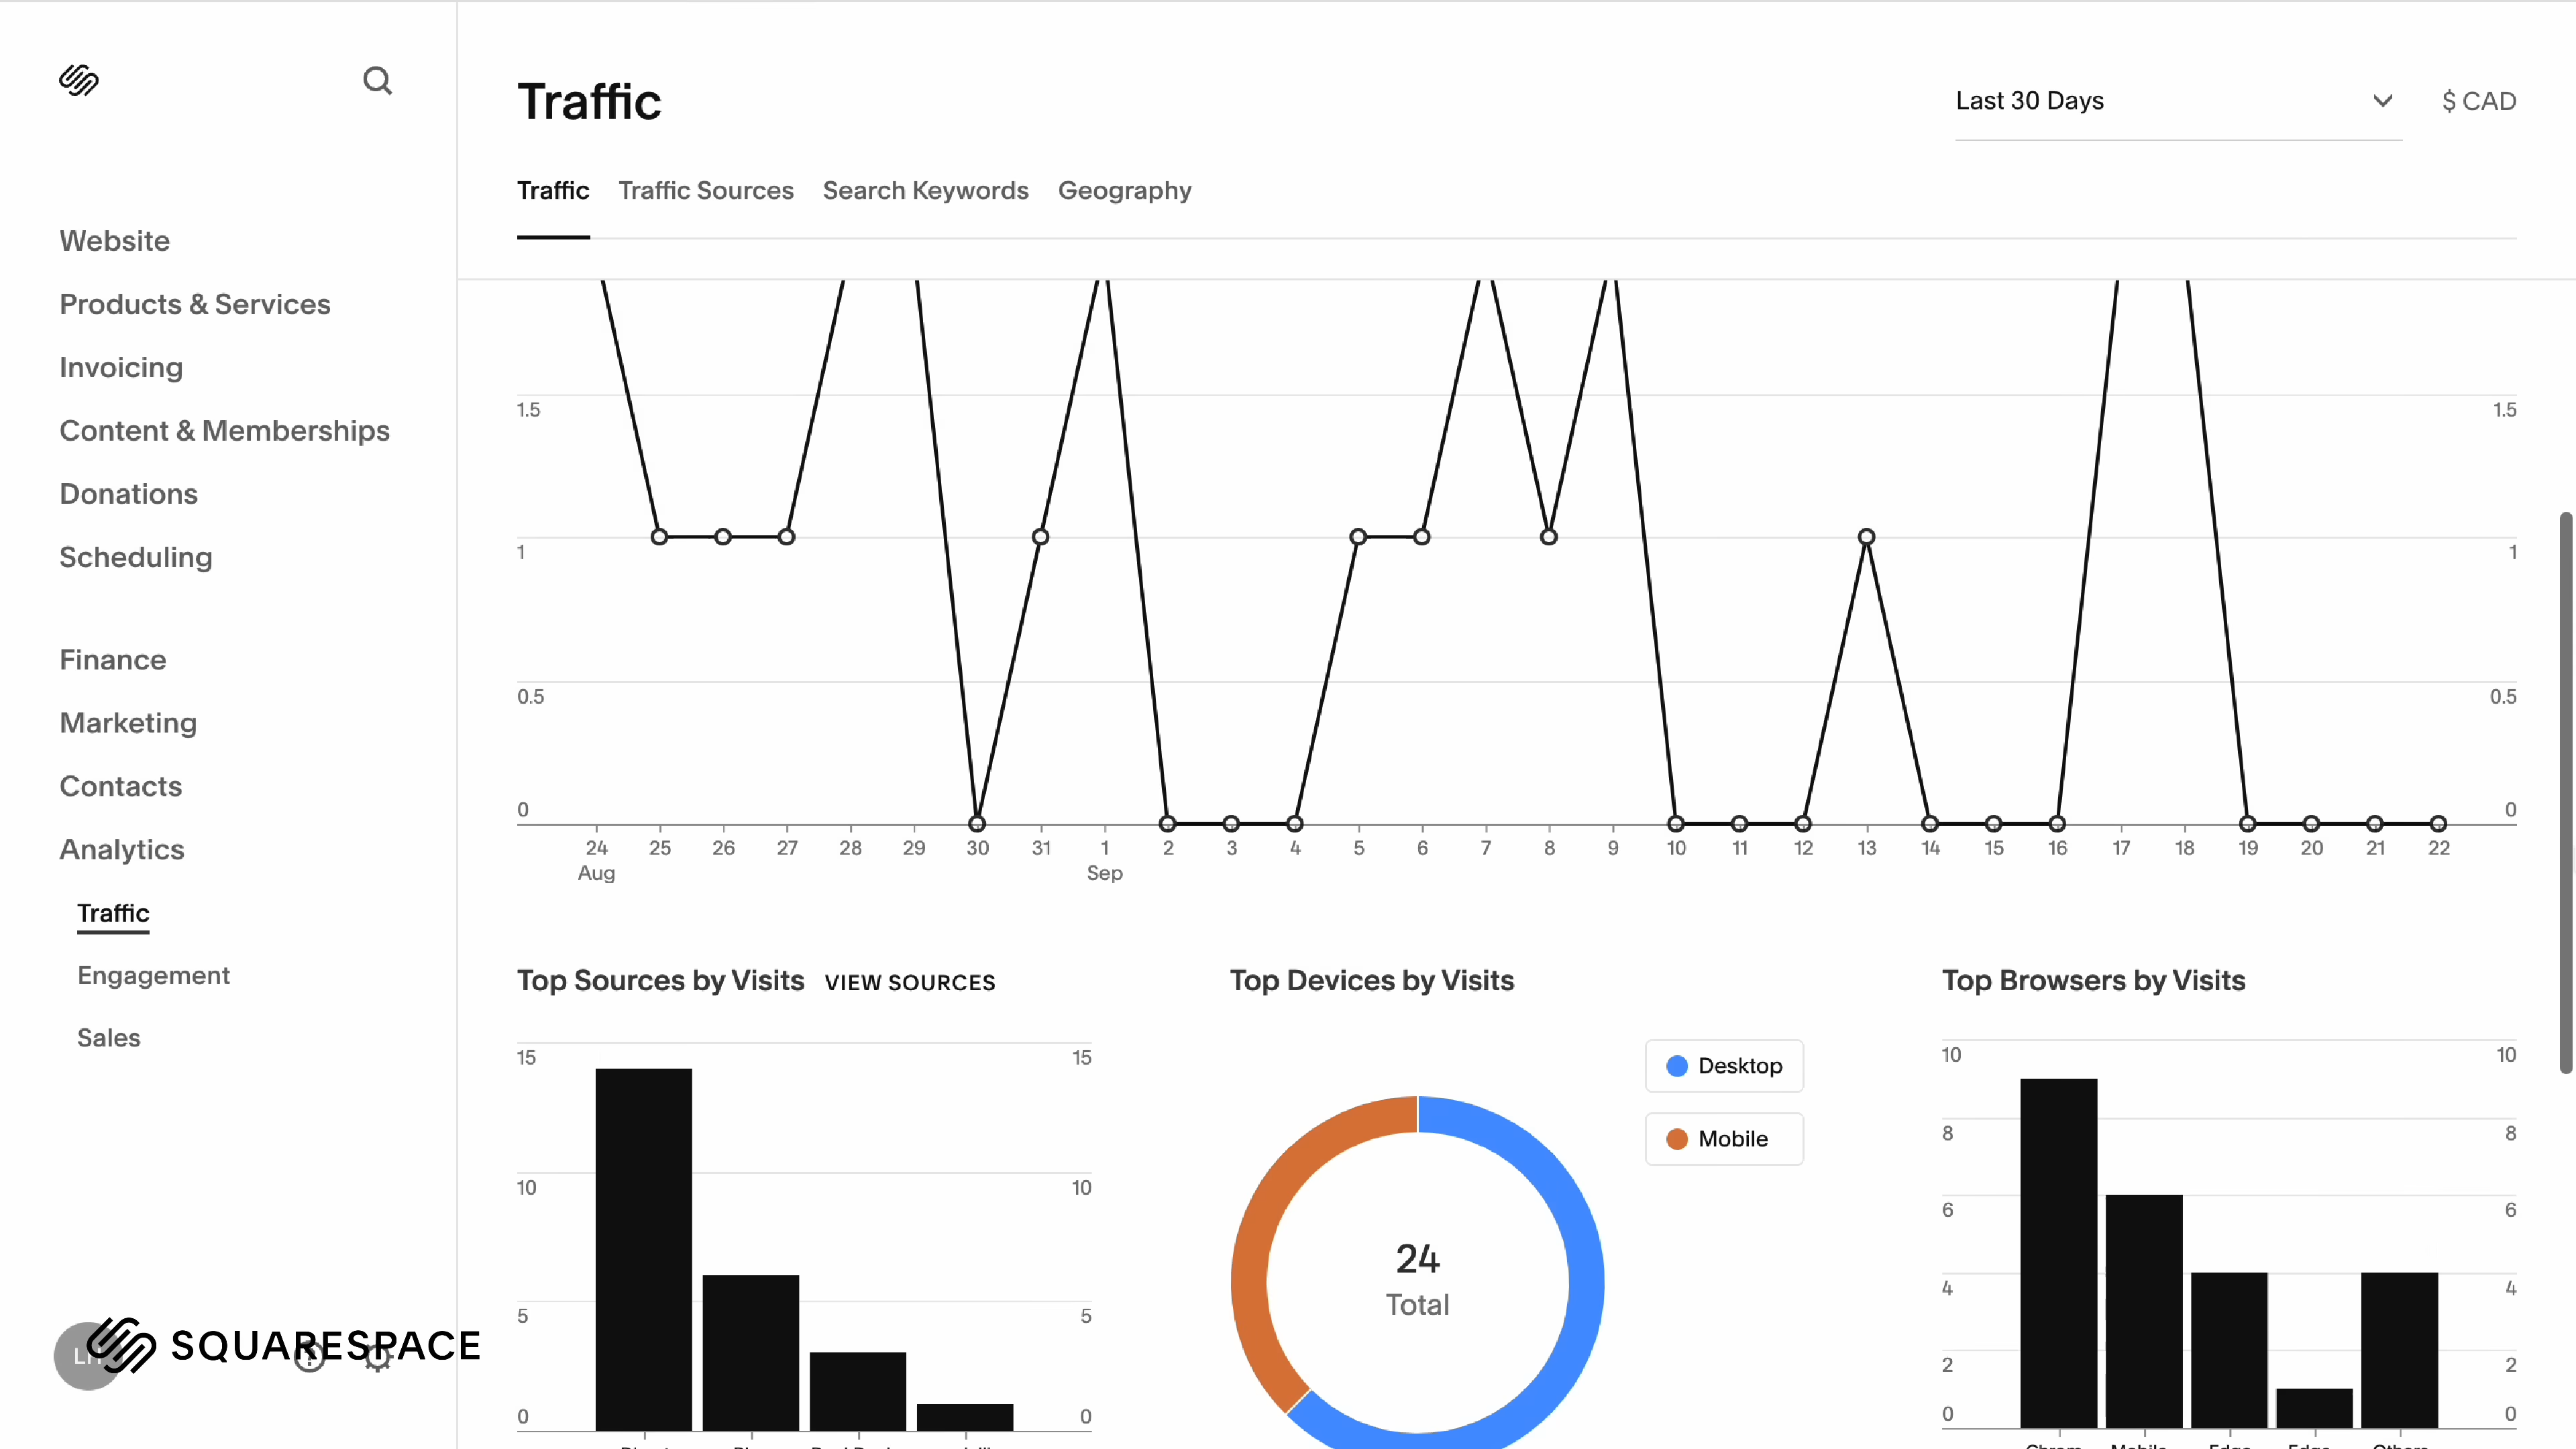 Traffic
Last 30 Days
$ CAD
Traffic Traffic Sources Search Keywords Geography
Website
Products & Services
Invoicing
Content & Memberships
Donations
Scheduling
Finance
Marketing
Contacts
Analytics
Traffic
Engagement
Sales
1.5 1.5
1 1
0.5 0.5
0 0
24 25 26 27 28 29 30 31 1 2 3 4 5 6 7 8 9 10 11 12 13 14 15 16 17 18 19 20 21 22
Aug Sep
Top Sources by Visits VIEW SOURCES
15 15
10 10
5 5
0 0
Top Devices by Visits
Desktop
Mobile
24
Total
Top Browsers by Visits
10 10
8 8
6 6
4 4
2 2
0 0
SQUARESPACE